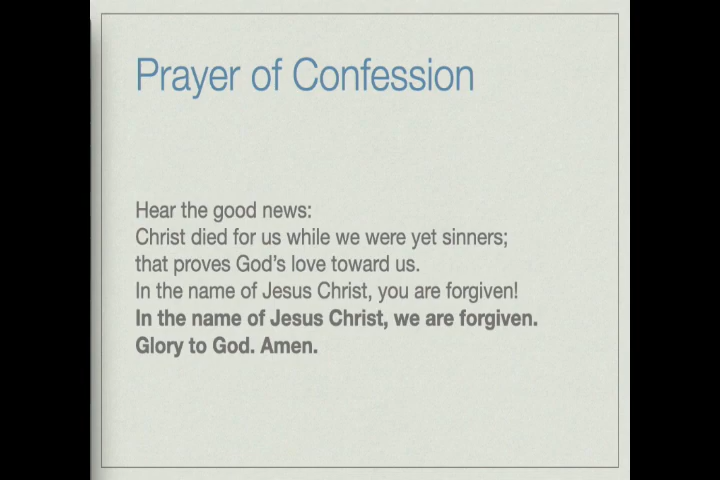 Prayer of Confession
Hear the good news:
Christ died for us while we were yet sinners;
that proves God’s love toward us.
In the name of Jesus Christ, you are forgiven!
In the name of Jesus Christ, we are forgiven.
Glory to God. Amen.